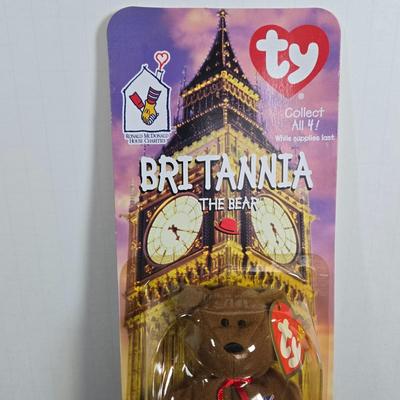 RONALD McDONALD
HOUSE CHARITIES
ty
Collect
All 4!
While supplies last.
BRITANNIA
THE BEAR
ty